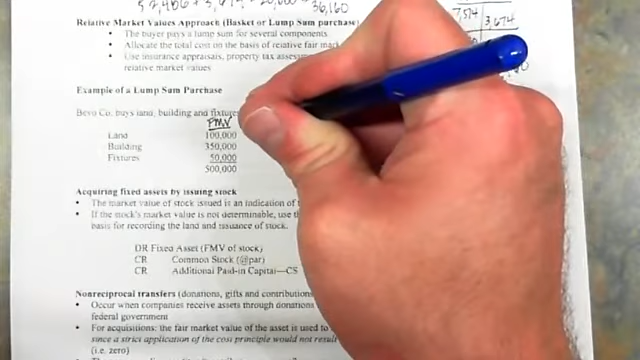 36,160
7,514
3,674
Relative Market Values Approach (Basket or Lump Sum purchase)
• The buyer pays a lump sum for several components
• Allocate the total cost on the basis of relative fair mark
• Use insurance appraisals, property tax assess
relative market values
Example of a Lump Sum Purchase
Bevo Co. buys land, building and fixtures
FMV
Land 100,000
Building 350,000
Fixtures 50,000
500,000
Acquiring fixed assets by issuing stock
• The market value of stock issued is an indication of
• If the stock's market value is not determinable, use th
basis for recording the land and issuance of stock.
DR Fixed Asset (FMV of stock)
CR Common Stock (@par)
CR Additional Paid-in Capital—CS
Nonreciprocal transfers (donations, gifts and contributions
• Occur when companies receive assets through donations
federal government
• For acquisitions: the fair market value of the asset is used to
since a strict application of the cost principle would not result
(i.e. zero)